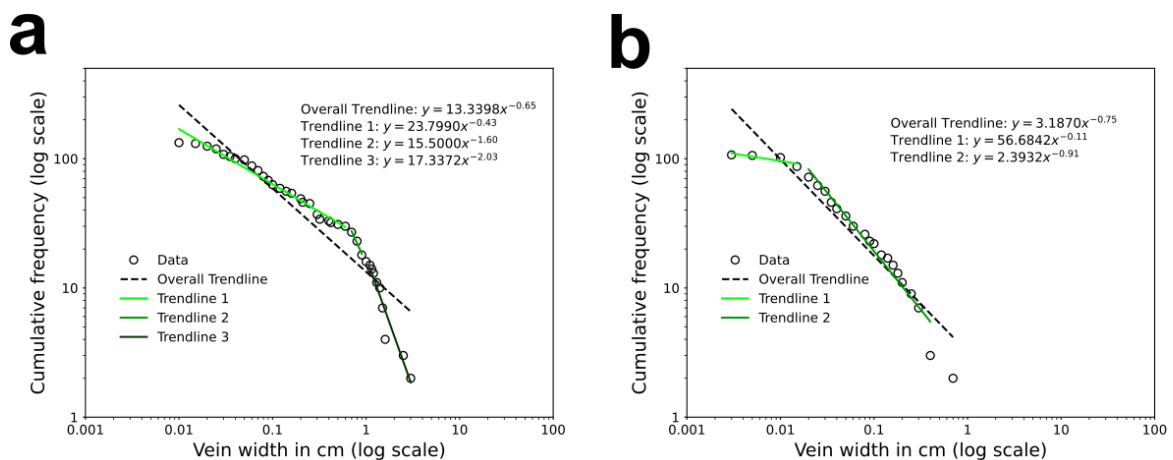 a
Cumulative frequency (log scale)
100
10
1
0.001 0.01 0.1 1 10 100
Vein width in cm (log scale)
Overall Trendline: y = 13.3398x^−0.65
Trendline 1: y = 23.7990x^−0.43
Trendline 2: y = 15.5000x^−1.60
Trendline 3: y = 17.3372x^−2.03
Data
Overall Trendline
Trendline 1
Trendline 2
Trendline 3
b
Cumulative frequency (log scale)
100
10
1
0.001 0.01 0.1 1 10 100
Vein width in cm (log scale)
Overall Trendline: y = 3.1870x^−0.75
Trendline 1: y = 56.6842x^−0.11
Trendline 2: y = 2.3932x^−0.91
Data
Overall Trendline
Trendline 1
Trendline 2